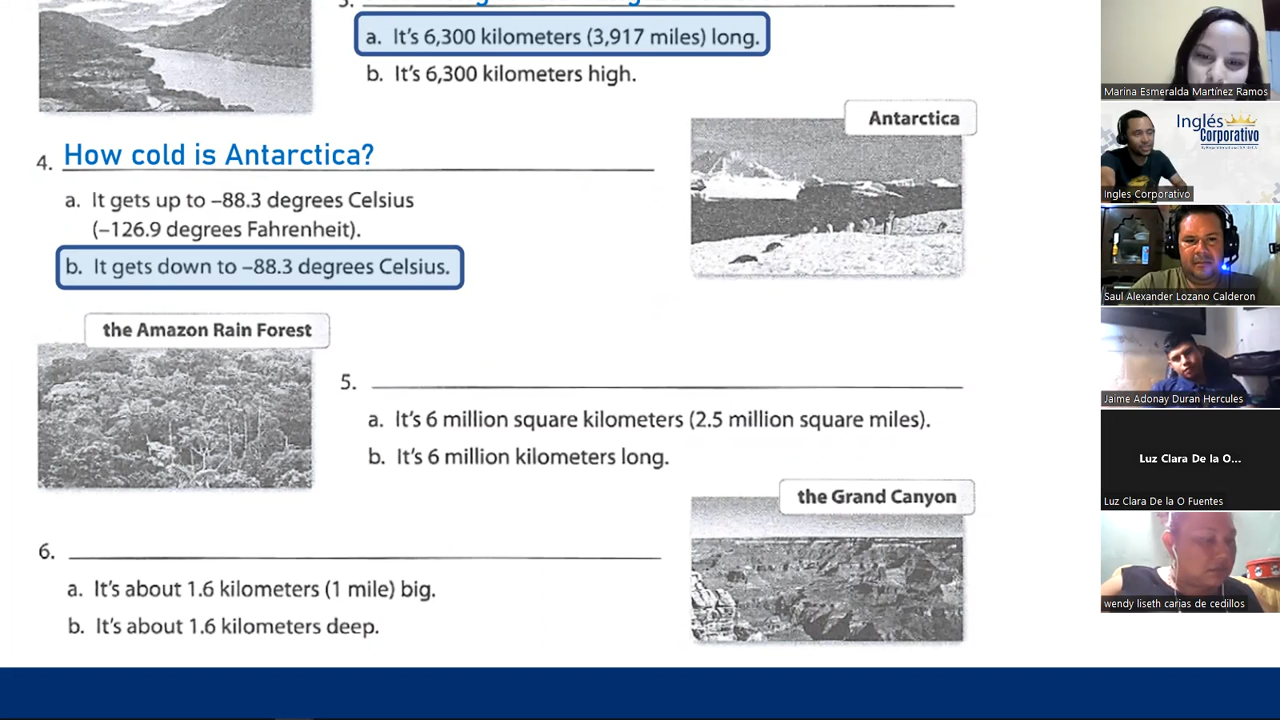 a. It's 6,300 kilometers (3,917 miles) long.
b. It's 6,300 kilometers high.
Antarctica
4. How cold is Antarctica?
a. It gets up to –88.3 degrees Celsius
(–126.9 degrees Fahrenheit).
b. It gets down to –88.3 degrees Celsius.
the Amazon Rain Forest
5.
a. It's 6 million square kilometers (2.5 million square miles).
b. It's 6 million kilometers long.
the Grand Canyon
6.
a. It's about 1.6 kilometers (1 mile) big.
b. It's about 1.6 kilometers deep.
Marina Esmeralda Martínez Ramos
Inglés
Corporativo
Ingles Corporativo
Saul Alexander Lozano Calderon
Jaime Adonay Duran Hercules
Luz Clara De la O...
Luz Clara De la O Fuentes
wendy liseth carias de cedillos